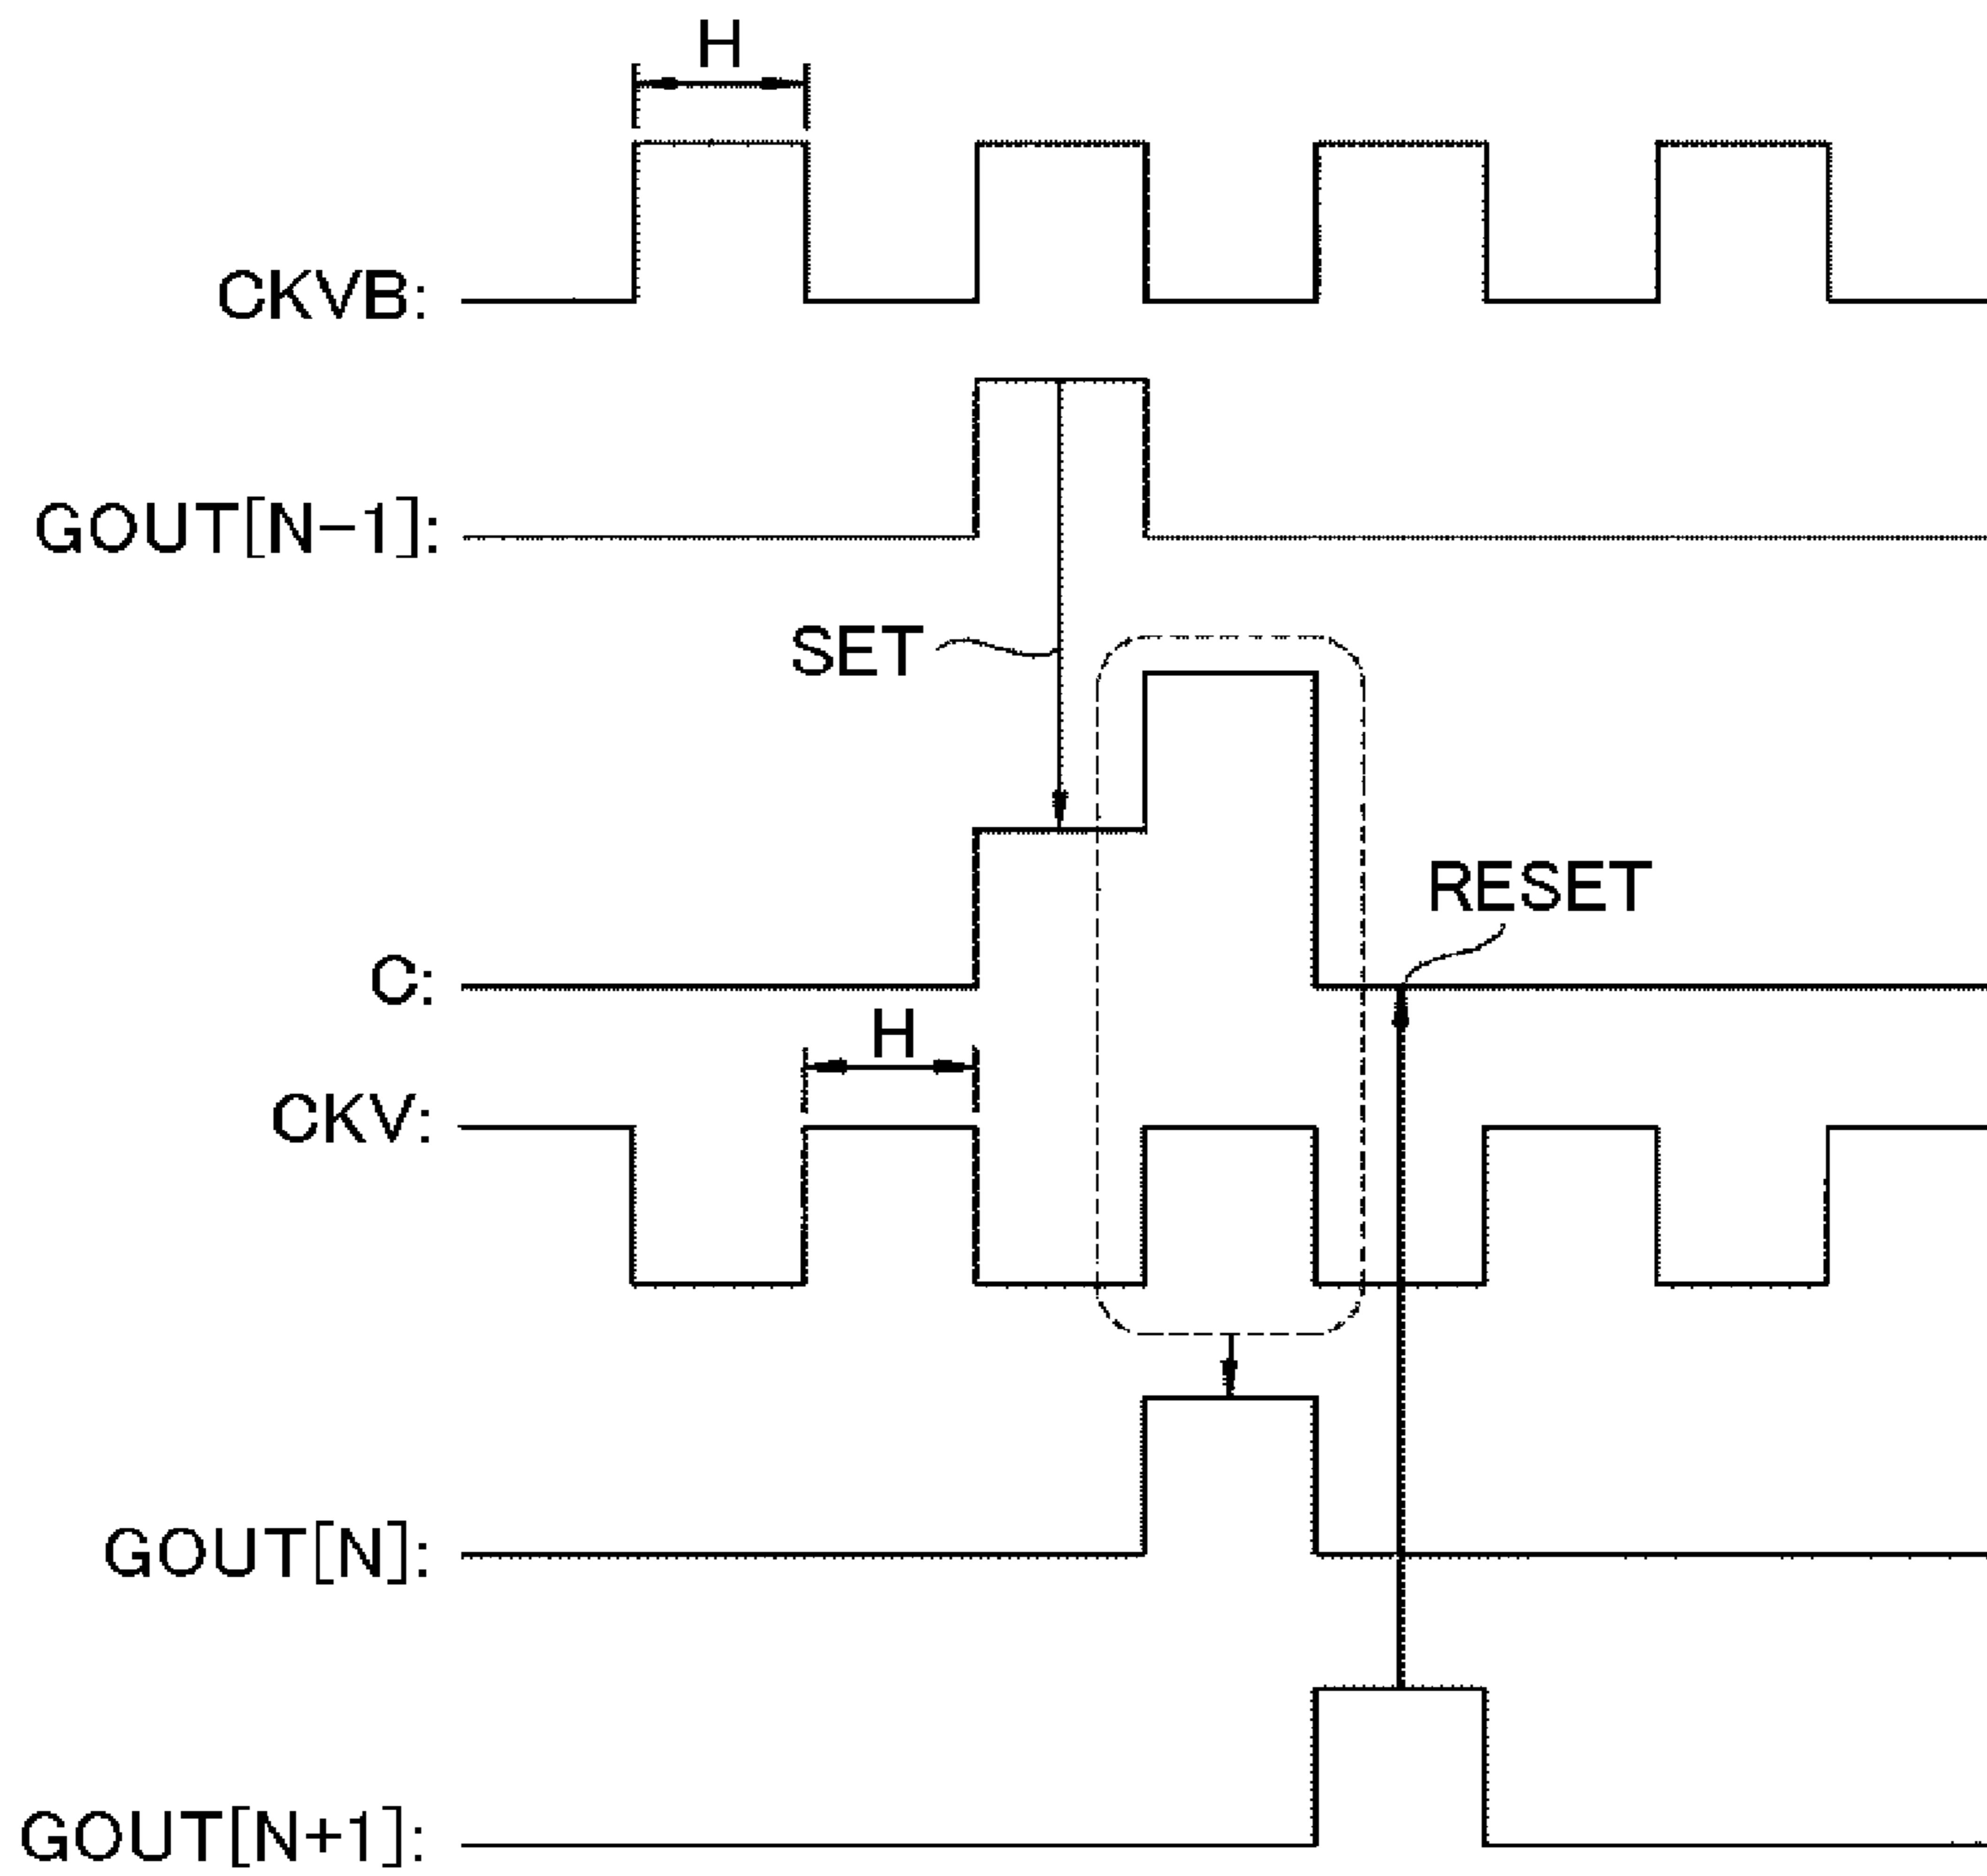 H
CKVB:
GOUT[N-1]:
SET
RESET
C:
H
CKV:
GOUT[N]:
GOUT[N+1]: